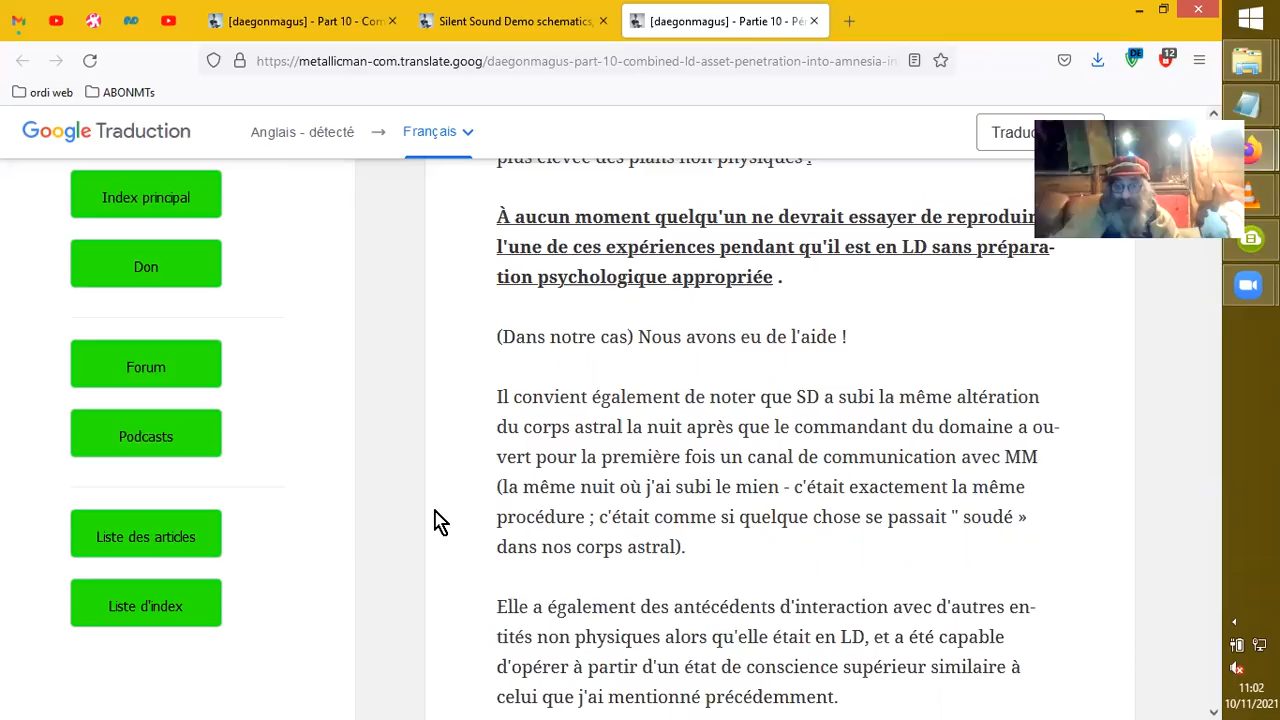 [daegonmagus] - Part 10 - Com
Silent Sound Demo schematics,
[daegonmagus] - Partie 10 - Pé
https://metallicman-com.translate.goog/daegonmagus-part-10-combined-ld-asset-penetration-into-amnesia-in
DE
12
ordi web
ABONMTs
Google Traduction
Anglais - détecté
Français
Traduc
plus élevée des plans non physiques .
Index principal
Don
Forum
Podcasts
Liste des articles
Liste d'index
À aucun moment quelqu'un ne devrait essayer de reproduir
l'une de ces expériences pendant qu'il est en LD sans prépara-
tion psychologique appropriée .
(Dans notre cas) Nous avons eu de l'aide !
Il convient également de noter que SD a subi la même altération
du corps astral la nuit après que le commandant du domaine a ou-
vert pour la première fois un canal de communication avec MM
(la même nuit où j'ai subi le mien - c'était exactement la même
procédure ; c'était comme si quelque chose se passait " soudé »
dans nos corps astral).
Elle a également des antécédents d'interaction avec d'autres en-
tités non physiques alors qu'elle était en LD, et a été capable
d'opérer à partir d'un état de conscience supérieur similaire à
celui que j'ai mentionné précédemment.
11:02
10/11/2021